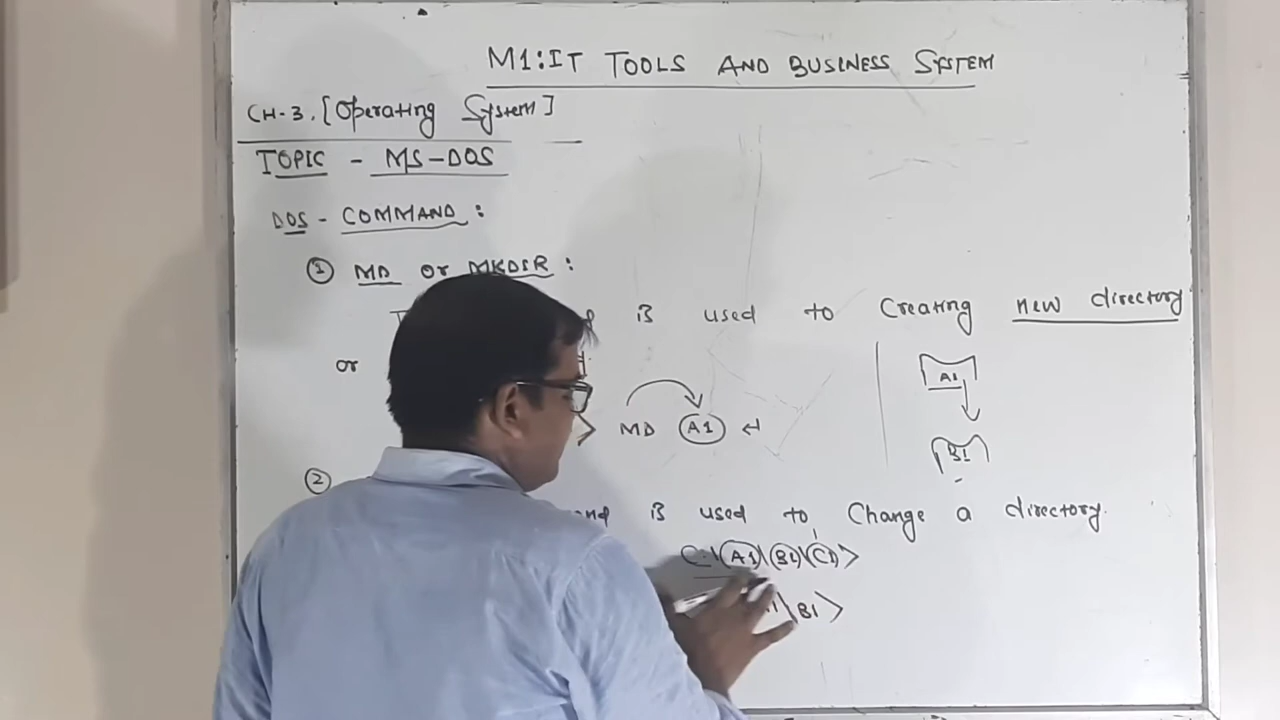 M1:IT TOOLS AND BUSINESS SYSTEM
CH-3. [Operating System]
TOPIC - MS-DOS
DOS - COMMAND :
① MD or MKDIR :
is used to Creating new directory
or
A1
> MD A1 ↵
B1
②
is used to Change a directory.
C:\A1\B1\C1>
\B1>